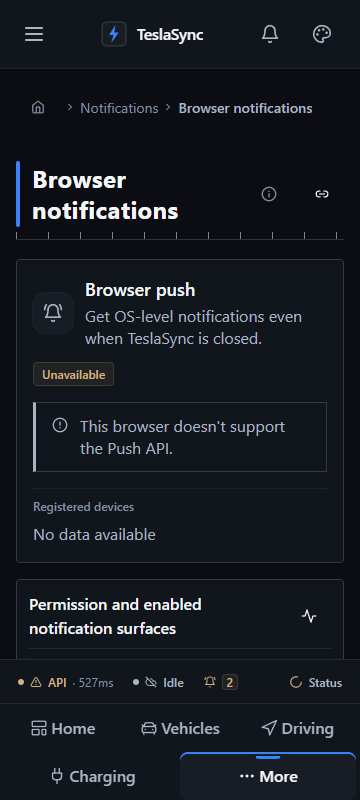 TeslaSync
Notifications
Browser notifications
Browser
notifications
Browser push
Get OS-level notifications even
when TeslaSync is closed.
Unavailable
This browser doesn't support
the Push API.
Registered devices
No data available
Permission and enabled
notification surfaces
API · 527ms
Idle
2
Status
Home
Vehicles
Driving
Charging
More